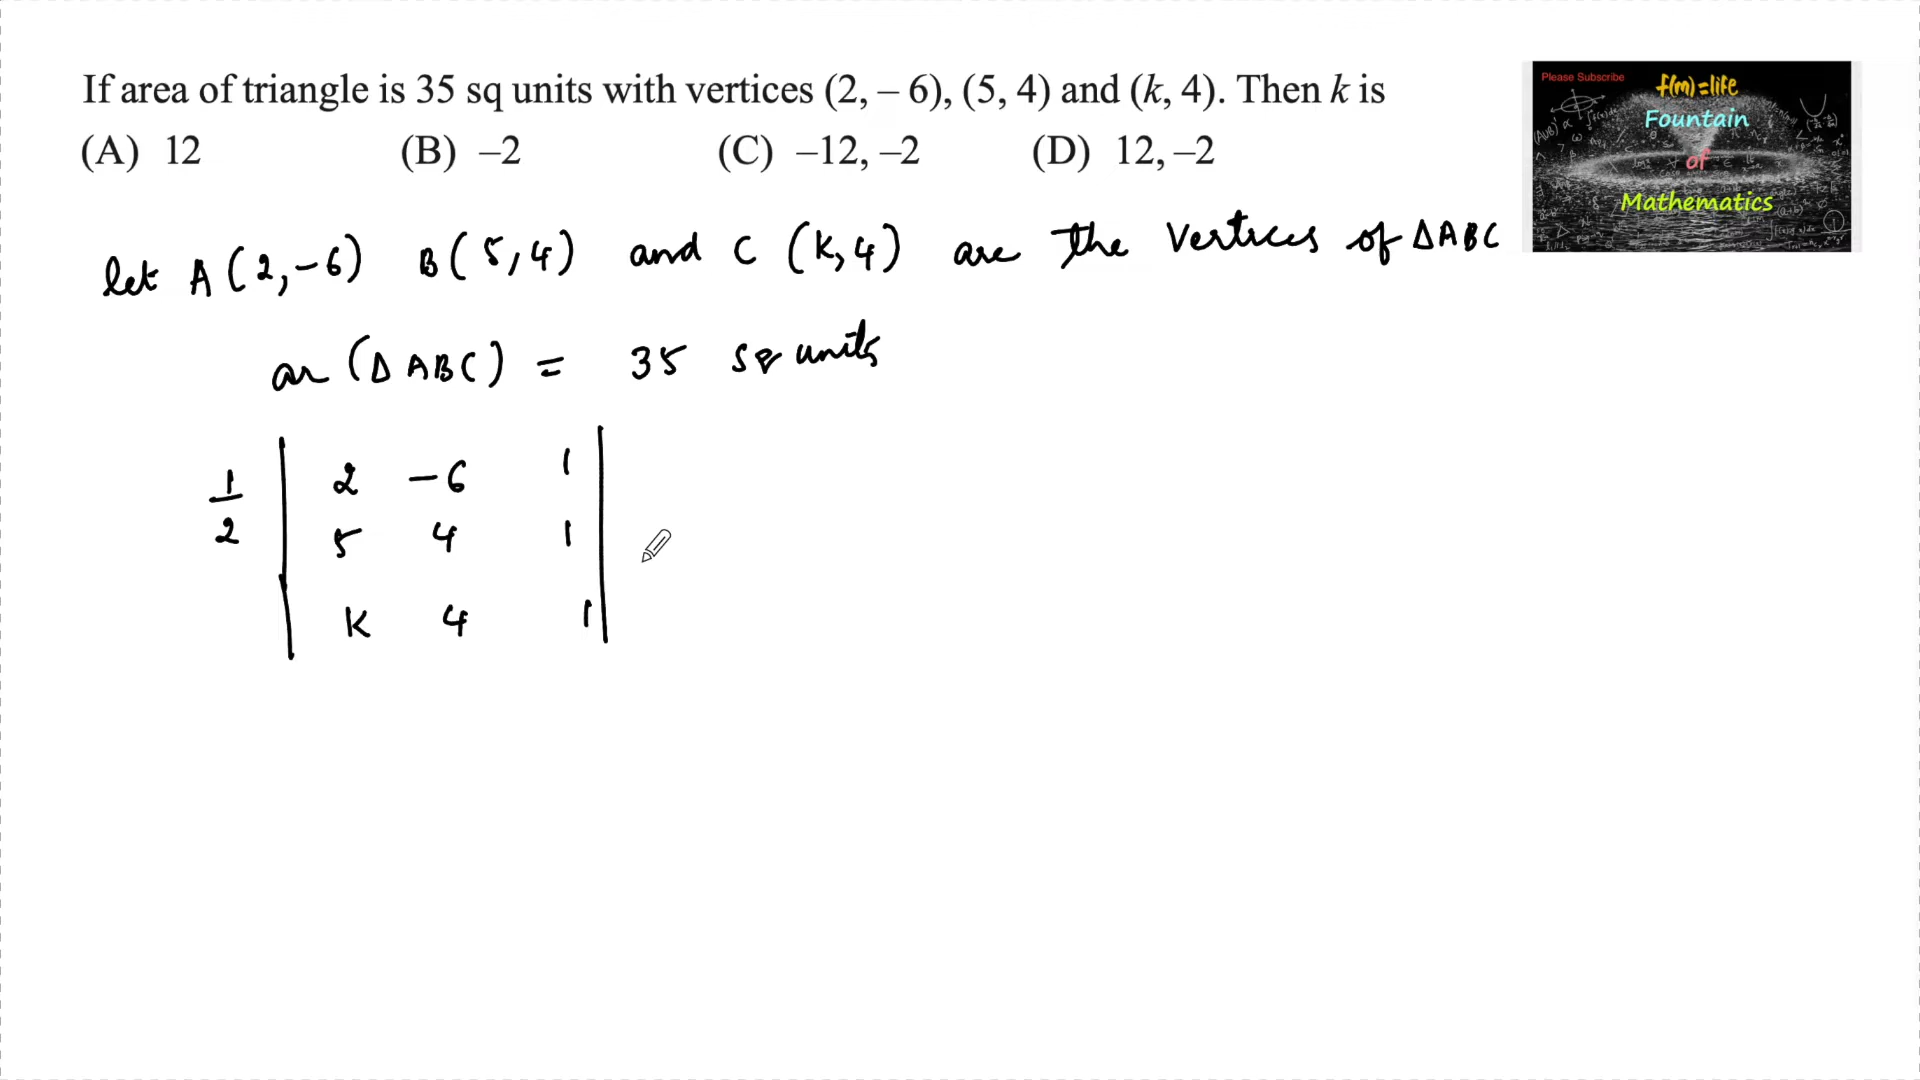 If area of triangle is 35 sq units with vertices (2, – 6), (5, 4) and (k, 4). Then k is
(A) 12 (B) –2 (C) –12, –2 (D) 12, –2
Please Subscribe
f(m)=life
Fountain
of
Mathematics
let A(2,-6) B(5,4) and C (K,4) are the Vertices of ΔABC
ar (Δ ABC) = 35 sq units
1/2 | 2 -6 1 |
| 5 4 1 |
| K 4 1 |